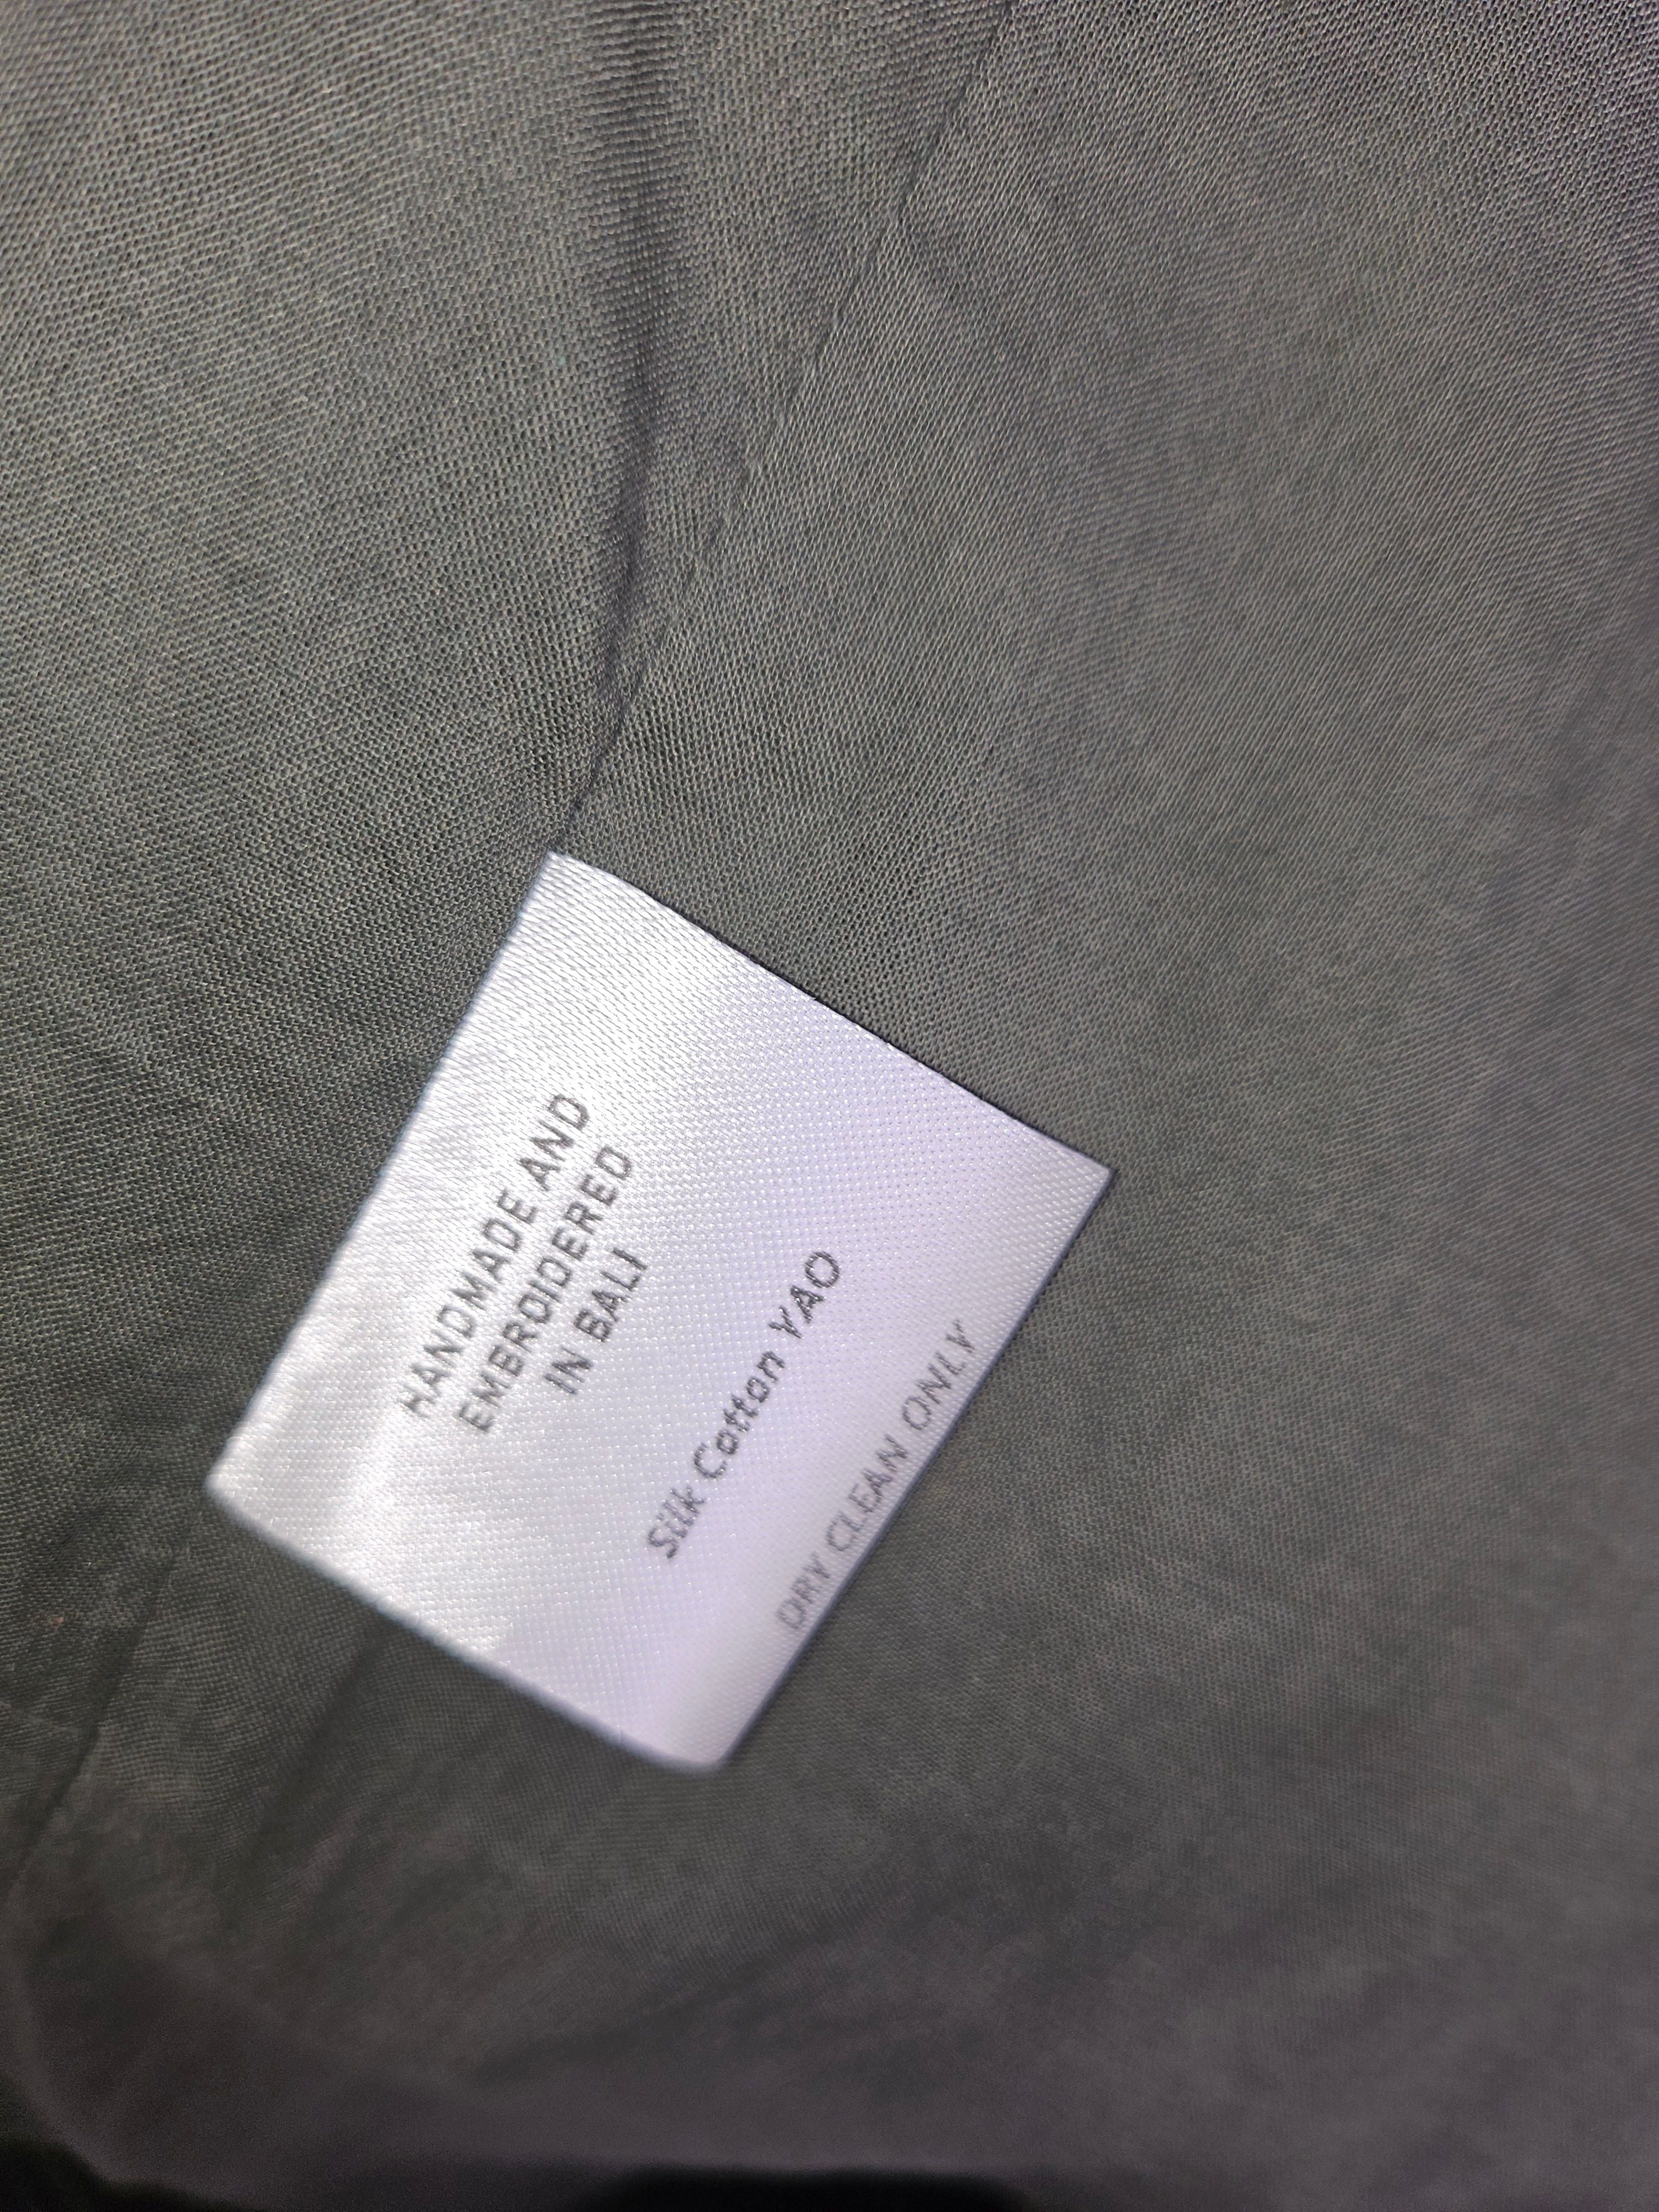 HANDMADE AND
EMBROIDERED
IN BALI
Silk Cotton YAO
DRY CLEAN ONLY